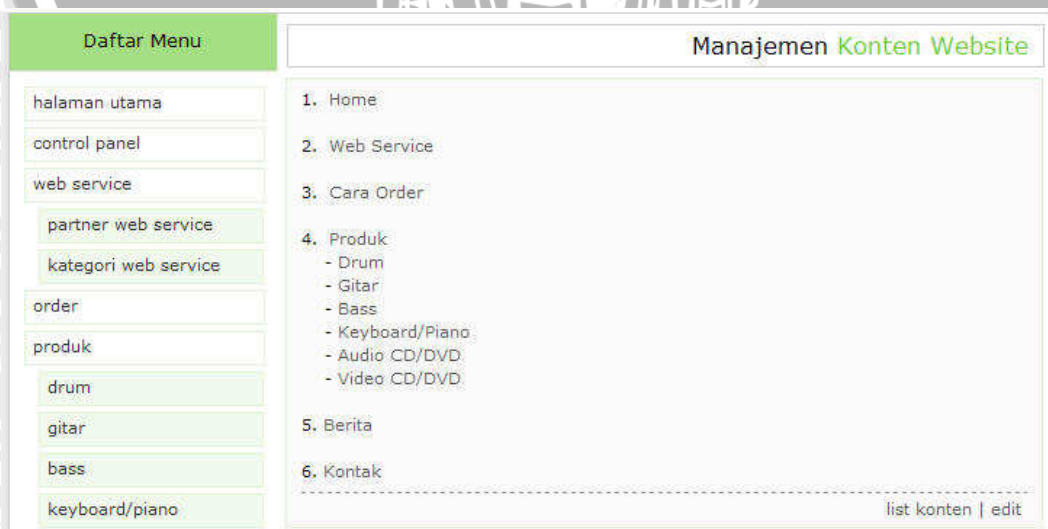 Daftar Menu
halaman utama
control panel
web service
partner web service
kategori web service
order
produk
drum
gitar
bass
keyboard/piano
Manajemen Konten Website
1. Home
2. Web Service
3. Cara Order
4. Produk
- Drum
- Gitar
- Bass
- Keyboard/Piano
- Audio CD/DVD
- Video CD/DVD
5. Berita
6. Kontak
list konten | edit